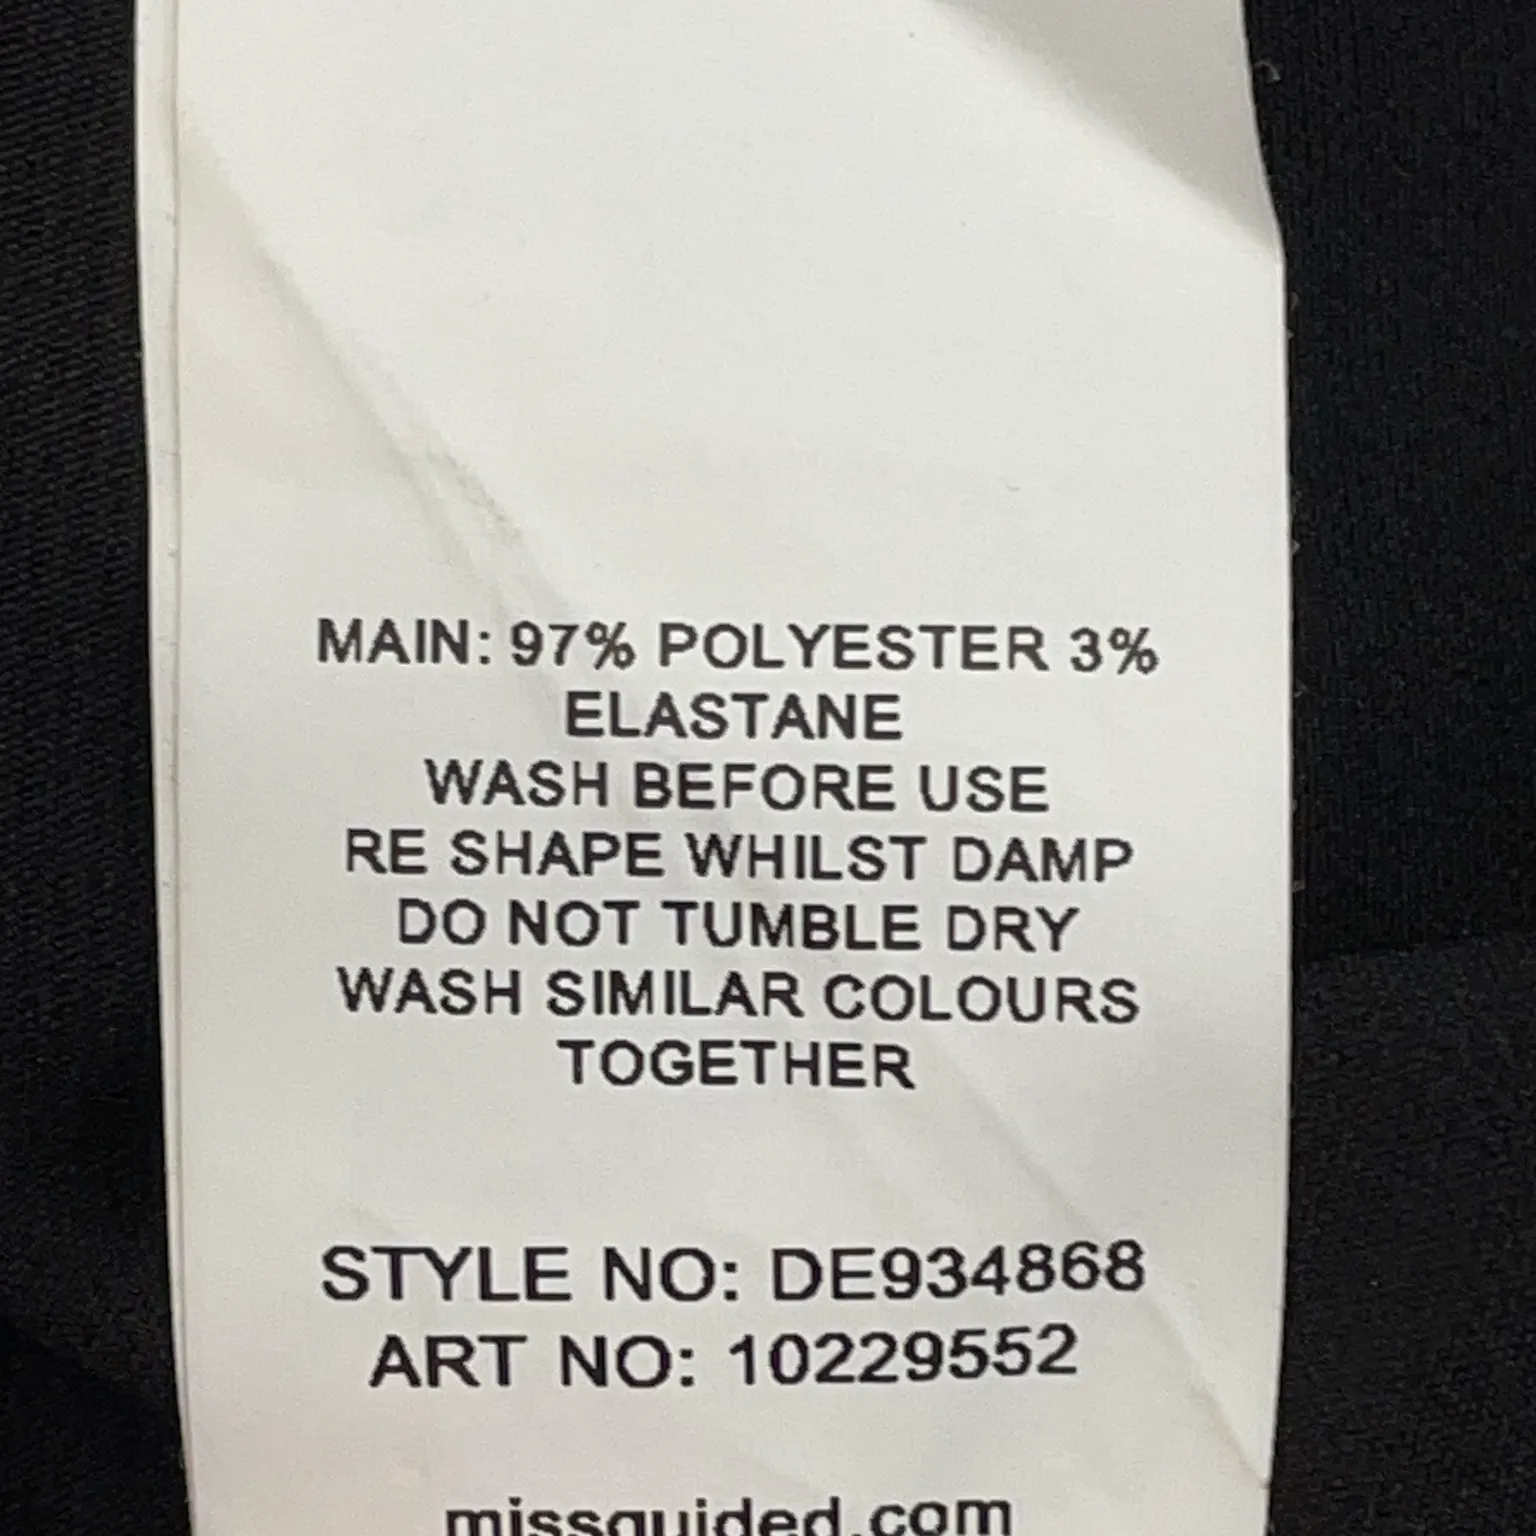 MAIN: 97% POLYESTER 3%
ELASTANE
WASH BEFORE USE
RE SHAPE WHILST DAMP
DO NOT TUMBLE DRY
WASH SIMILAR COLOURS
TOGETHER
STYLE NO: DE934868
ART NO: 10229552
missguided.com